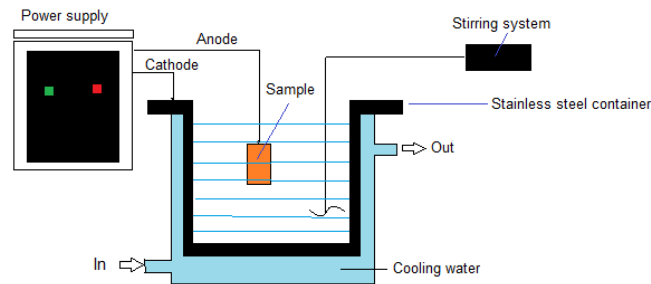 Power supply
Stirring system
Anode
Cathode
Sample
Stainless steel container
Out
In
Cooling water